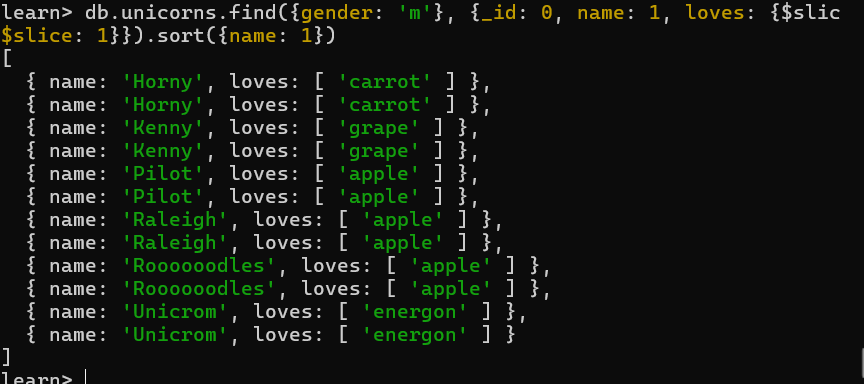 learn> db.unicorns.find({gender: 'm'}, {_id: 0, name: 1, loves: {$slic
$slice: 1}}).sort({name: 1})
[
  { name: 'Horny', loves: [ 'carrot' ] },
  { name: 'Horny', loves: [ 'carrot' ] },
  { name: 'Kenny', loves: [ 'grape' ] },
  { name: 'Kenny', loves: [ 'grape' ] },
  { name: 'Pilot', loves: [ 'apple' ] },
  { name: 'Pilot', loves: [ 'apple' ] },
  { name: 'Raleigh', loves: [ 'apple' ] },
  { name: 'Raleigh', loves: [ 'apple' ] },
  { name: 'Roooooodles', loves: [ 'apple' ] },
  { name: 'Roooooodles', loves: [ 'apple' ] },
  { name: 'Unicrom', loves: [ 'energon' ] },
  { name: 'Unicrom', loves: [ 'energon' ] }
]
learn>